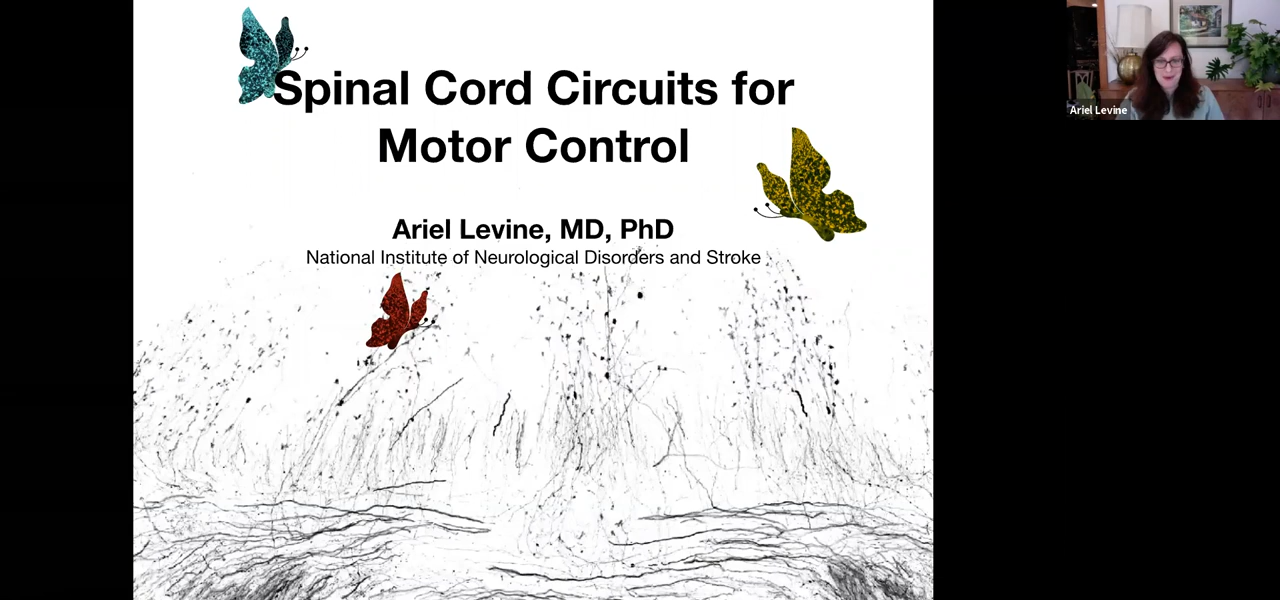 Spinal Cord Circuits for
Motor Control
Ariel Levine, MD, PhD
National Institute of Neurological Disorders and Stroke
Ariel Levine